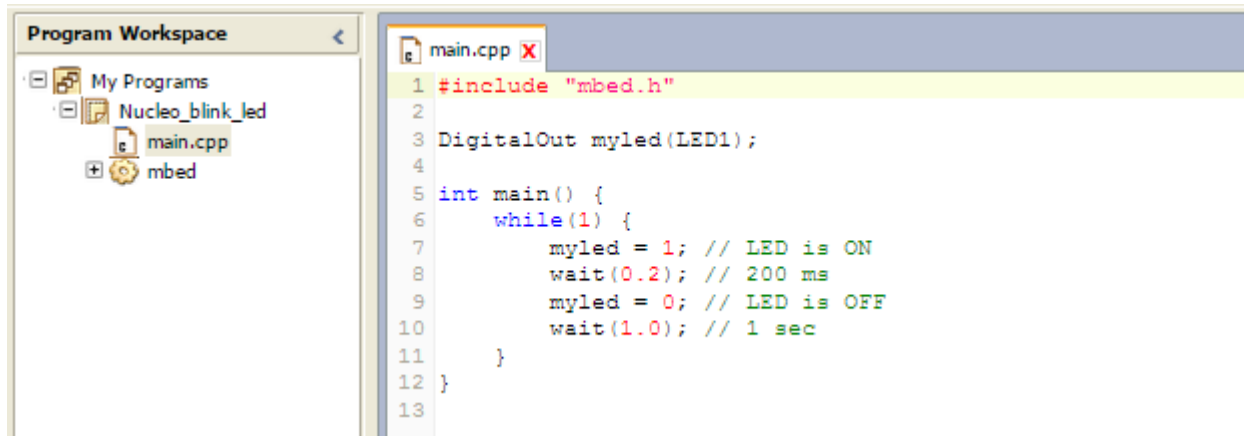 Program Workspace <
My Programs
Nucleo_blink_led
main.cpp
mbed
main.cpp X
1 #include "mbed.h"
2
3 DigitalOut myled(LED1);
4
5 int main() {
6     while(1) {
7         myled = 1; // LED is ON
8         wait(0.2); // 200 ms
9         myled = 0; // LED is OFF
10         wait(1.0); // 1 sec
11     }
12 }
13